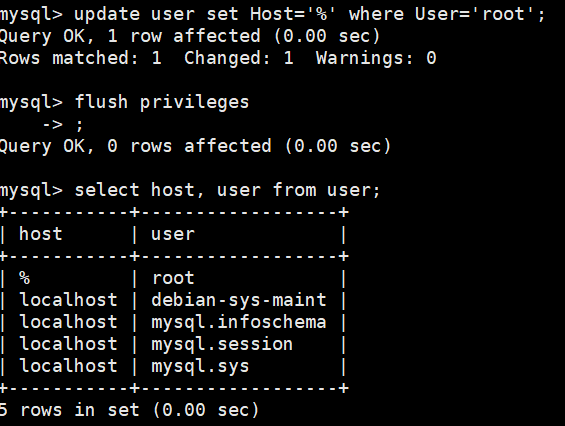 mysql> update user set Host='%' where User='root';
Query OK, 1 row affected (0.00 sec)
Rows matched: 1  Changed: 1  Warnings: 0
mysql> flush privileges
    -> ;
Query OK, 0 rows affected (0.00 sec)
mysql> select host, user from user;
+-----------+------------------+
| host      | user             |
+-----------+------------------+
| %         | root             |
| localhost | debian-sys-maint |
| localhost | mysql.infoschema |
| localhost | mysql.session    |
| localhost | mysql.sys        |
+-----------+------------------+
5 rows in set (0.00 sec)